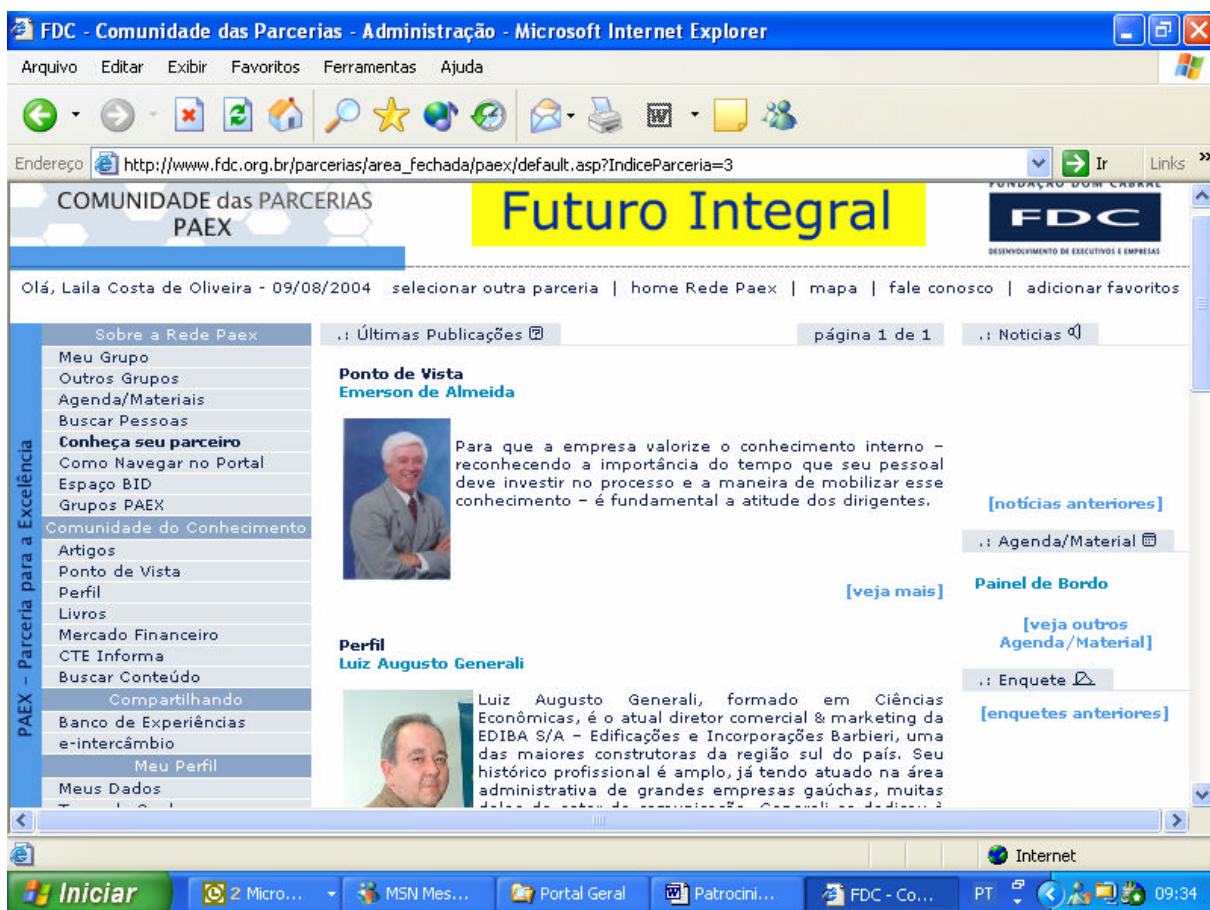 FDC - Comunidade das Parcerias - Administração - Microsoft Internet Explorer
Arquivo Editar Exibir Favoritos Ferramentas Ajuda
Endereço http://www.fdc.org.br/parcerias/area_fechada/paex/default.asp?IndiceParceria=3 Ir Links »
COMUNIDADE das PARCERIAS
PAEX
Futuro Integral
FUNDAÇÃO DOM CABRAL
FDC
DESENVOLVIMENTO DE EXECUTIVOS E EMPRESAS
Olá, Laila Costa de Oliveira - 09/08/2004 selecionar outra parceria | home Rede Paex | mapa | fale conosco | adicionar favoritos
PAEX - Parceria para a Excelência
Sobre a Rede Paex
Meu Grupo
Outros Grupos
Agenda/Materiais
Buscar Pessoas
Conheça seu parceiro
Como Navegar no Portal
Espaço BID
Grupos PAEX
Comunidade do Conhecimento
Artigos
Ponto de Vista
Perfil
Livros
Mercado Financeiro
CTE Informa
Buscar Conteúdo
Compartilhando
Banco de Experiências
e-intercâmbio
Meu Perfil
Meus Dados
.: Últimas Publicações
página 1 de 1
Ponto de Vista
Emerson de Almeida
Para que a empresa valorize o conhecimento interno –
reconhecendo a importância do tempo que seu pessoal
deve investir no processo e a maneira de mobilizar esse
conhecimento – é fundamental a atitude dos dirigentes.
[veja mais]
Perfil
Luiz Augusto Generali
Luiz Augusto Generali, formado em Ciências
Econômicas, é o atual diretor comercial & marketing da
EDIBA S/A – Edificações e Incorporações Barbieri, uma
das maiores construtoras da região sul do país. Seu
histórico profissional é amplo, já tendo atuado na área
administrativa de grandes empresas gaúchas, muitas
.: Noticias
[notícias anteriores]
.: Agenda/Material
Painel de Bordo
[veja outros
Agenda/Material]
.: Enquete
[enquetes anteriores]
Internet
Iniciar 2 Micro... MSN Mes... Portal Geral Patrocini... FDC - Co... PT 09:34